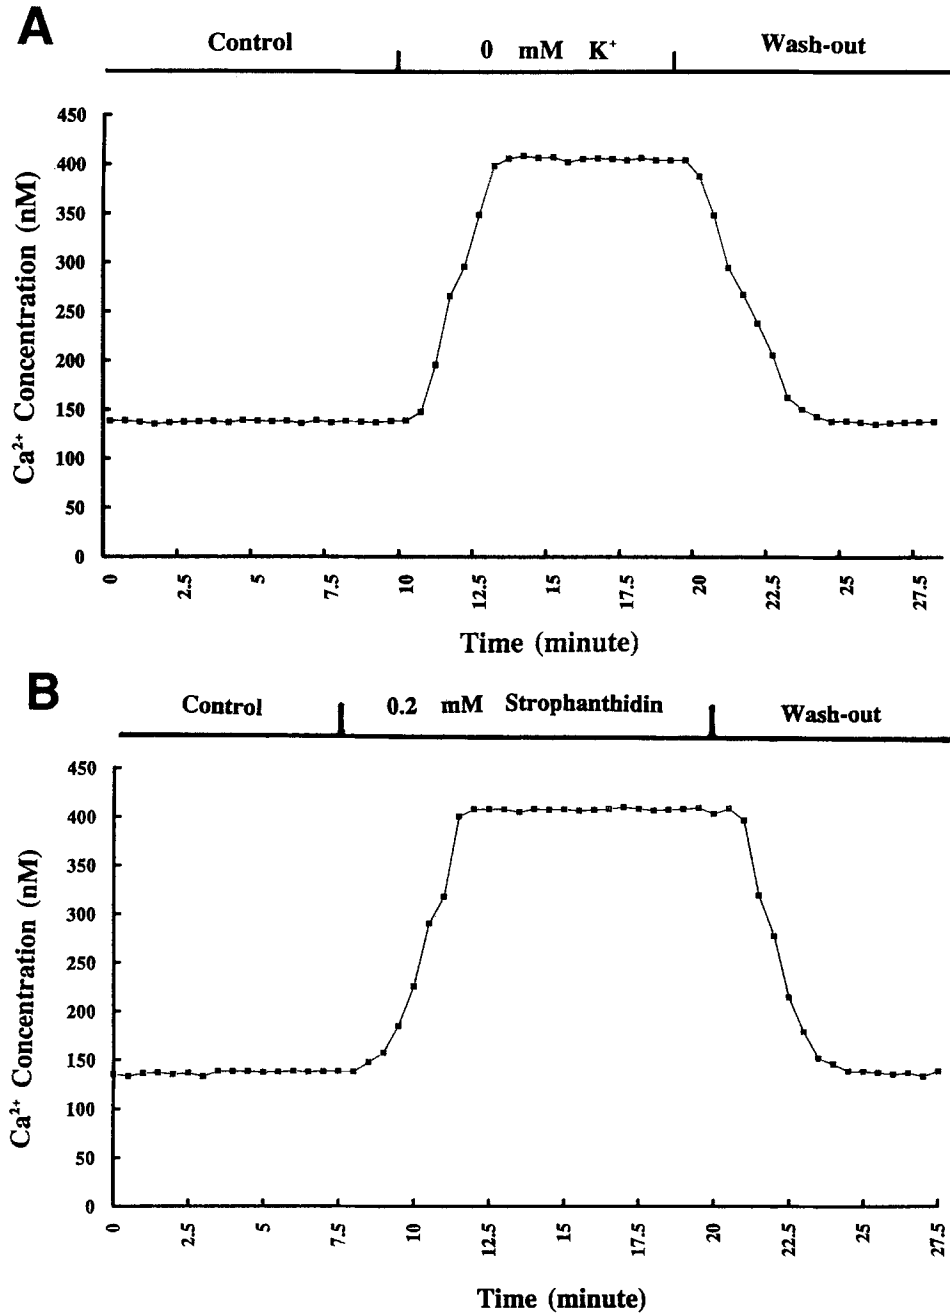 A
Control 0 mM K⁺ Wash-out
450
400
350
300
250
200
150
100
50
0
Ca²⁺ Concentration (nM)
0 2.5 5 7.5 10 12.5 15 17.5 20 22.5 25 27.5
Time (minute)
B
Control 0.2 mM Strophanthidin Wash-out
450
400
350
300
250
200
150
100
50
0
Ca²⁺ Concentration (nM)
0 2.5 5 7.5 10 12.5 15 17.5 20 22.5 25 27.5
Time (minute)